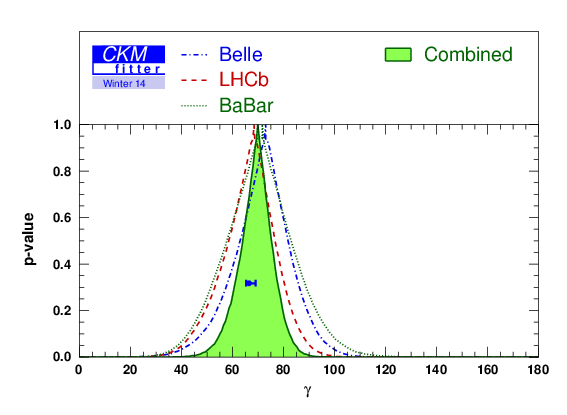 CKM
fitter
Winter 14
Belle
LHCb
BaBar
Combined
p-value
1.0
0.8
0.6
0.4
0.2
0.0
0 20 40 60 80 100 120 140 160 180
γ